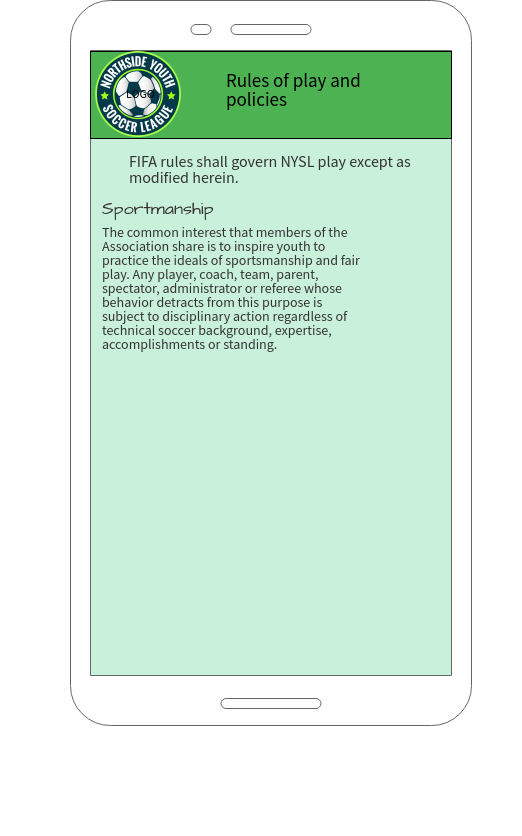 NORTHSIDE YOUTH
LOGO
SOCCER LEAGUE
Rules of play and
policies
FIFA rules shall govern NYSL play except as
modified herein.
Sportmanship
The common interest that members of the
Association share is to inspire youth to
practice the ideals of sportsmanship and fair
play. Any player, coach, team, parent,
spectator, administrator or referee whose
behavior detracts from this purpose is
subject to disciplinary action regardless of
technical soccer background, expertise,
accomplishments or standing.